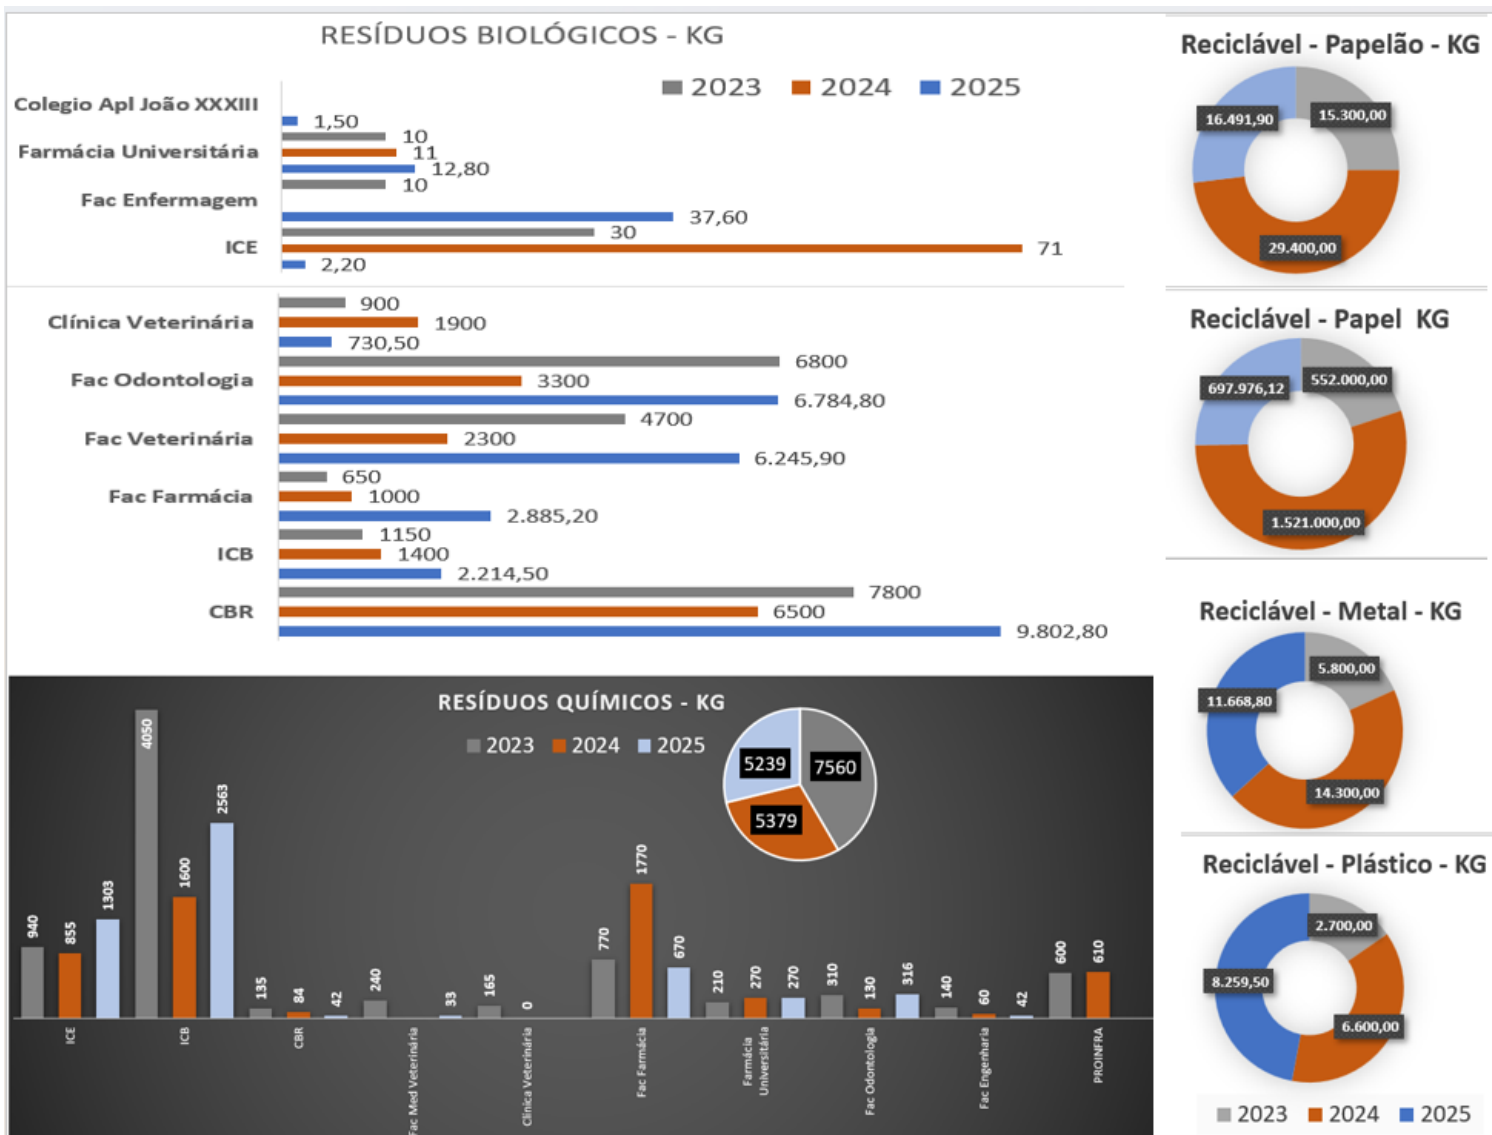 RESÍDUOS BIOLÓGICOS - KG
2023 2024 2025
Colegio Apl João XXXIII
1,50
Farmácia Universitária
10
11
12,80
Fac Enfermagem
10
37,60
ICE
30
71
2,20
Clínica Veterinária
900
1900
730,50
Fac Odontologia
6800
3300
6.784,80
Fac Veterinária
4700
2300
6.245,90
Fac Farmácia
650
1000
2.885,20
ICB
1150
1400
2.214,50
CBR
7800
6500
9.802,80
RESÍDUOS QUÍMICOS - KG
2023 2024 2025
5239 7560
5379
940 855 1303
ICE
4050 1600 2563
ICB
135 84 42
CBR
240 33
Fac Med Veterinária
165 0
Clínica Veterinária
770 1770 670
Fac Farmácia
210 270 270
Farmácia
Universitária
310 130 316
Fac Odontologia
140 60 42
Fac Engenharia
600 610
PROINFRA
Reciclável - Papelão - KG
16.491,90 15.300,00
29.400,00
Reciclável - Papel KG
697.976,12 552.000,00
1.521.000,00
Reciclável - Metal - KG
5.800,00
11.668,80
14.300,00
Reciclável - Plástico - KG
2.700,00
8.259,50
6.600,00
2023 2024 2025